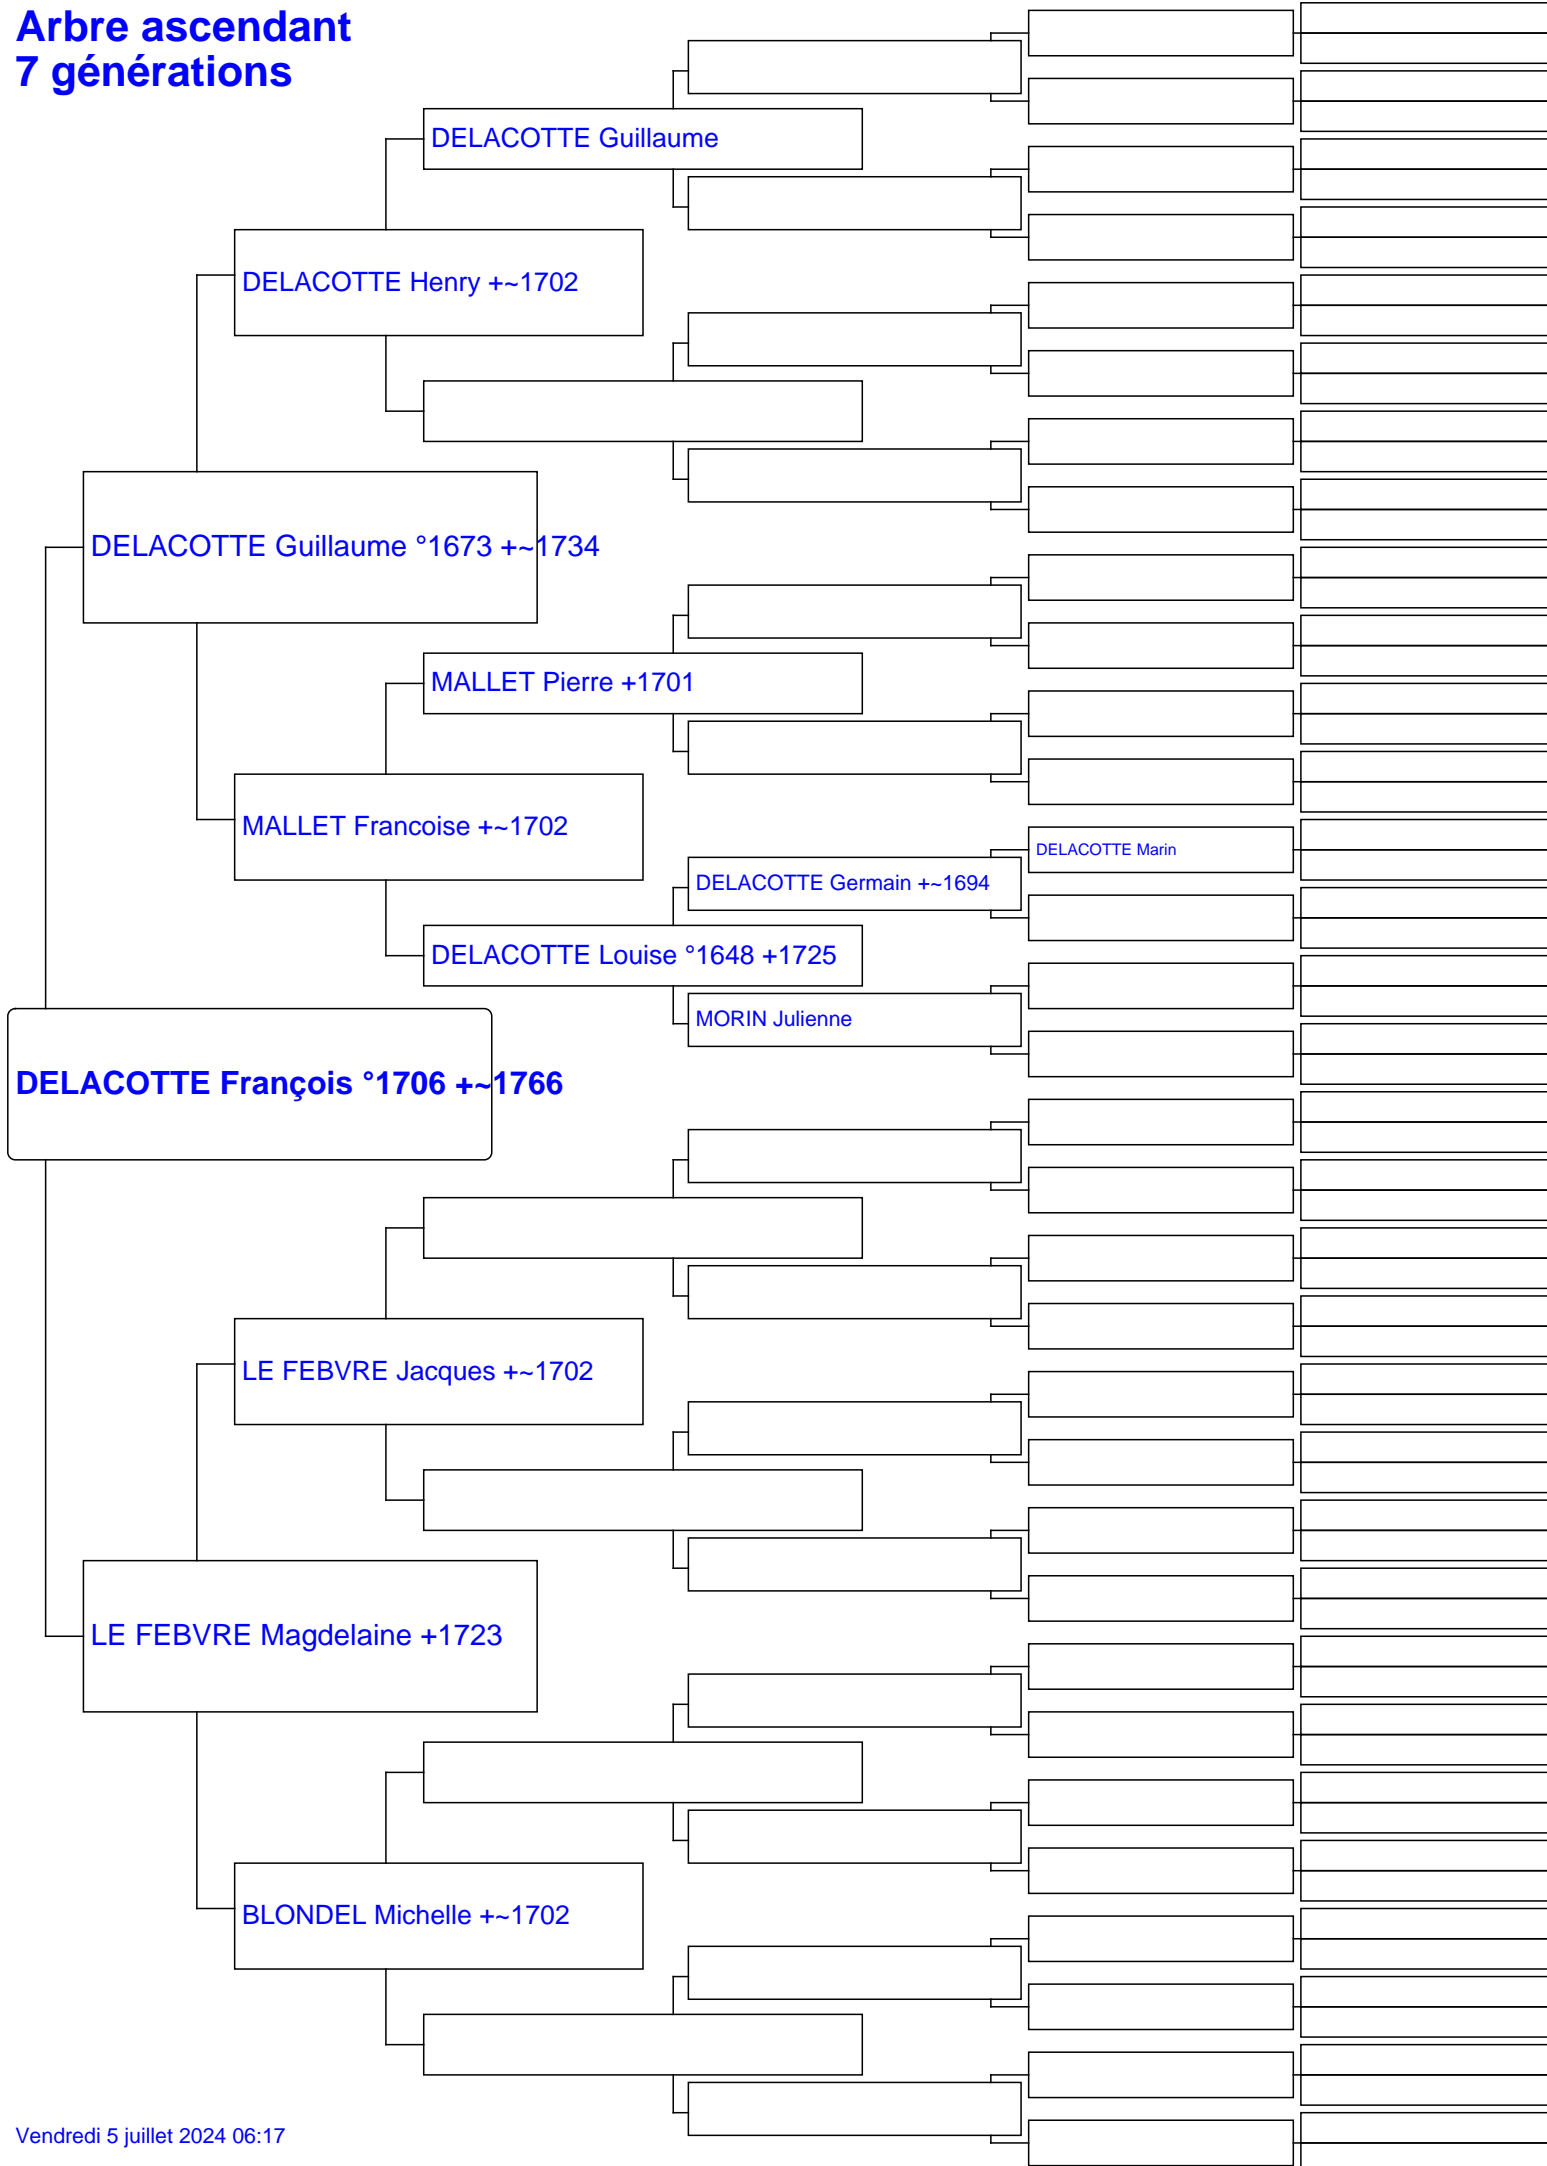 Arbre ascendant
7 générations
DELACOTTE Guillaume
DELACOTTE Henry +~1702
DELACOTTE Guillaume °1673 +~1734
MALLET Pierre +1701
MALLET Francoise +~1702
DELACOTTE Marin
DELACOTTE Germain +~1694
DELACOTTE Louise °1648 +1725
MORIN Julienne
DELACOTTE François °1706 +~1766
LE FEBVRE Jacques +~1702
LE FEBVRE Magdelaine +1723
BLONDEL Michelle +~1702
Vendredi 5 juillet 2024 06:17